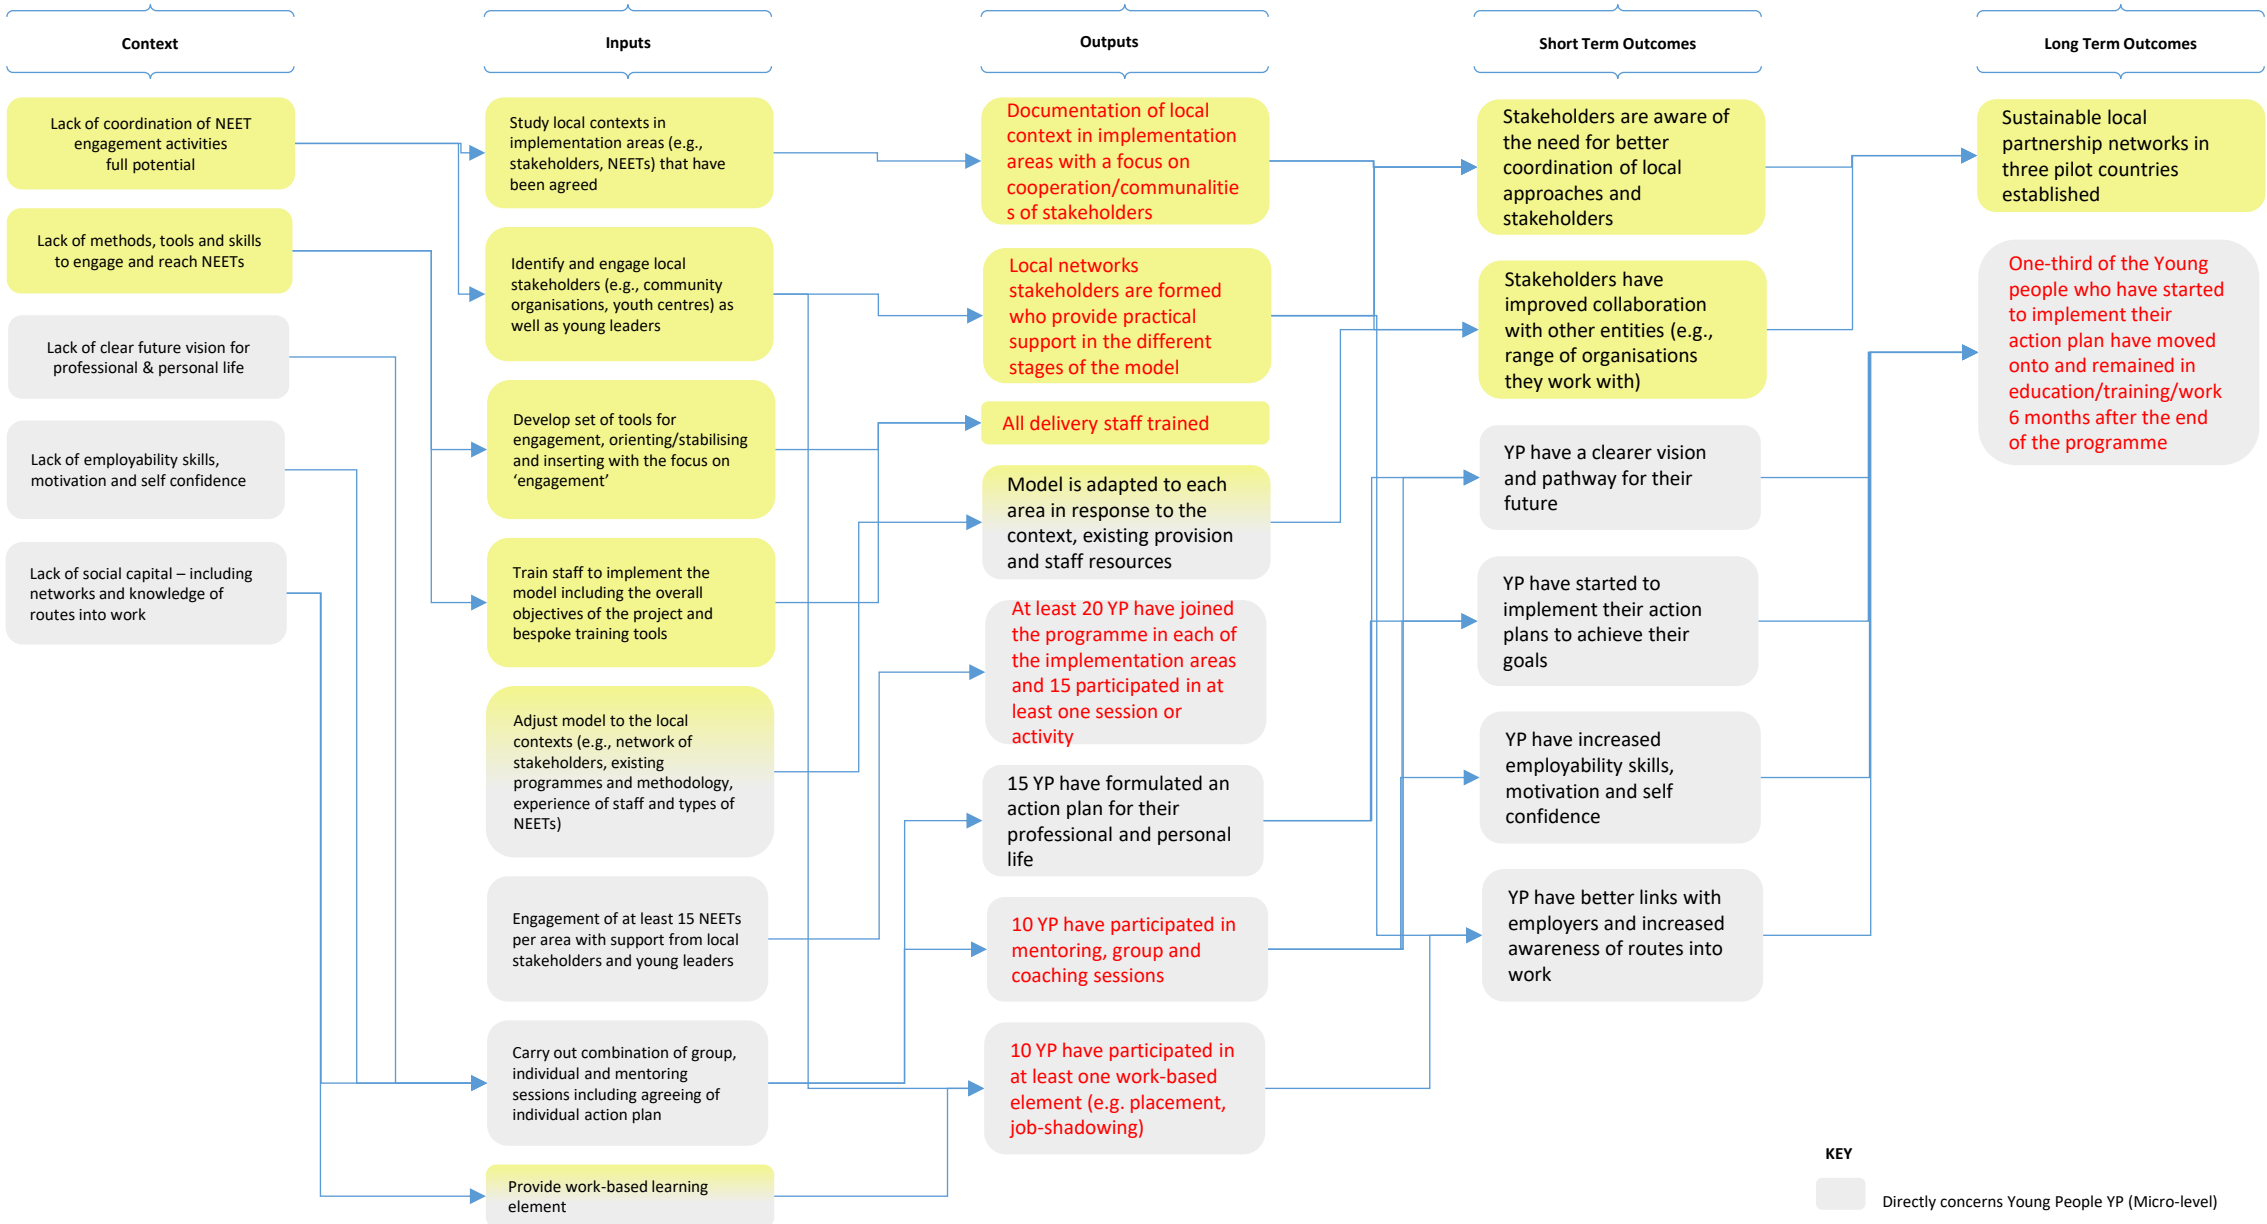 Context
Inputs
Outputs
Short Term Outcomes
Long Term Outcomes
Lack of coordination of NEET
engagement activities
full potential
Lack of methods, tools and skills
to engage and reach NEETs
Lack of clear future vision for
professional & personal life
Lack of employability skills,
motivation and self confidence
Lack of social capital – including
networks and knowledge of
routes into work
Study local contexts in
implementation areas (e.g.,
stakeholders, NEETs) that have
been agreed
Identify and engage local
stakeholders (e.g., community
organisations, youth centres) as
well as young leaders
Develop set of tools for
engagement, orienting/stabilising
and inserting with the focus on
‘engagement’
Train staff to implement the
model including the overall
objectives of the project and
bespoke training tools
Adjust model to the local
contexts (e.g., network of
stakeholders, existing
programmes and methodology,
experience of staff and types of
NEETs)
Engagement of at least 15 NEETs
per area with support from local
stakeholders and young leaders
Carry out combination of group,
individual and mentoring
sessions including agreeing of
individual action plan
Provide work-based learning
element
Documentation of local
context in implementation
areas with a focus on
cooperation/communalitie
s of stakeholders
Local networks
stakeholders are formed
who provide practical
support in the different
stages of the model
All delivery staff trained
Model is adapted to each
area in response to the
context, existing provision
and staff resources
At least 20 YP have joined
the programme in each of
the implementation areas
and 15 participated in at
least one session or
activity
15 YP have formulated an
action plan for their
professional and personal
life
10 YP have participated in
mentoring, group and
coaching sessions
10 YP have participated in
at least one work-based
element (e.g. placement,
job-shadowing)
Stakeholders are aware of
the need for better
coordination of local
approaches and
stakeholders
Stakeholders have
improved collaboration
with other entities (e.g.,
range of organisations
they work with)
YP have a clearer vision
and pathway for their
future
YP have started to
implement their action
plans to achieve their
goals
YP have increased
employability skills,
motivation and self
confidence
YP have better links with
employers and increased
awareness of routes into
work
Sustainable local
partnership networks in
three pilot countries
established
One-third of the Young
people who have started
to implement their
action plan have moved
onto and remained in
education/training/work
6 months after the end
of the programme
KEY
Directly concerns Young People YP (Micro-level)